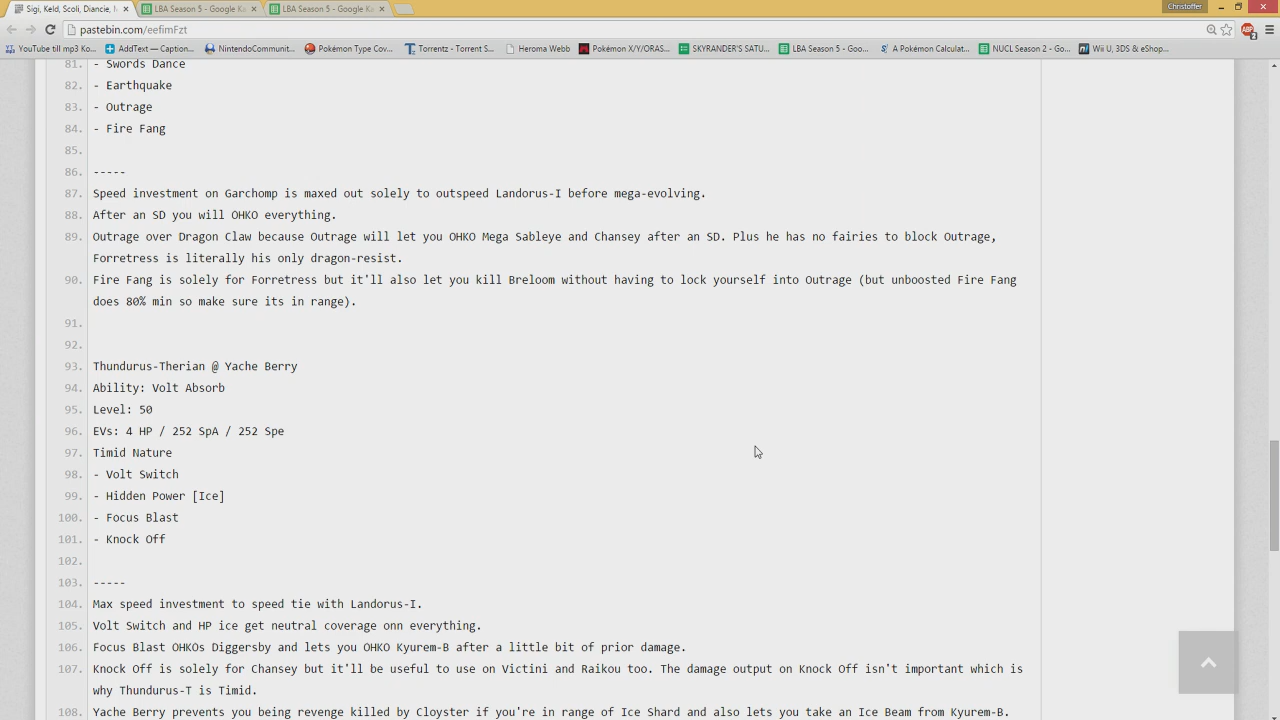 Sigi, Keld, Scoli, Diancie, M
LBA Season 5 - Google Ka
LBA Season 5 - Google Ka
Christoffer
pastebin.com/eefimFzt
YouTube till mp3 Ko...
AddText — Caption...
NintendoCommunit...
Pokémon Type Cov...
Torrentz - Torrent S...
Heroma Webb
Pokémon X/Y/ORAS...
SKYRANDER'S SATU...
LBA Season 5 - Goo...
A Pokémon Calculat...
NUCL Season 2 - Go...
Wii U, 3DS & eShop...
81. - Swords Dance
82. - Earthquake
83. - Outrage
84. - Fire Fang
85.
86. -----
87. Speed investment on Garchomp is maxed out solely to outspeed Landorus-I before mega-evolving.
88. After an SD you will OHKO everything.
89. Outrage over Dragon Claw because Outrage will let you OHKO Mega Sableye and Chansey after an SD. Plus he has no fairies to block Outrage,
Forretress is literally his only dragon-resist.
90. Fire Fang is solely for Forretress but it'll also let you kill Breloom without having to lock yourself into Outrage (but unboosted Fire Fang
does 80% min so make sure its in range).
91.
92.
93. Thundurus-Therian @ Yache Berry
94. Ability: Volt Absorb
95. Level: 50
96. EVs: 4 HP / 252 SpA / 252 Spe
97. Timid Nature
98. - Volt Switch
99. - Hidden Power [Ice]
100. - Focus Blast
101. - Knock Off
102.
103. -----
104. Max speed investment to speed tie with Landorus-I.
105. Volt Switch and HP ice get neutral coverage onn everything.
106. Focus Blast OHKOs Diggersby and lets you OHKO Kyurem-B after a little bit of prior damage.
107. Knock Off is solely for Chansey but it'll be useful to use on Victini and Raikou too. The damage output on Knock Off isn't important which is
why Thundurus-T is Timid.
108. Yache Berry prevents you being revenge killed by Cloyster if you're in range of Ice Shard and also lets you take an Ice Beam from Kyurem-B.